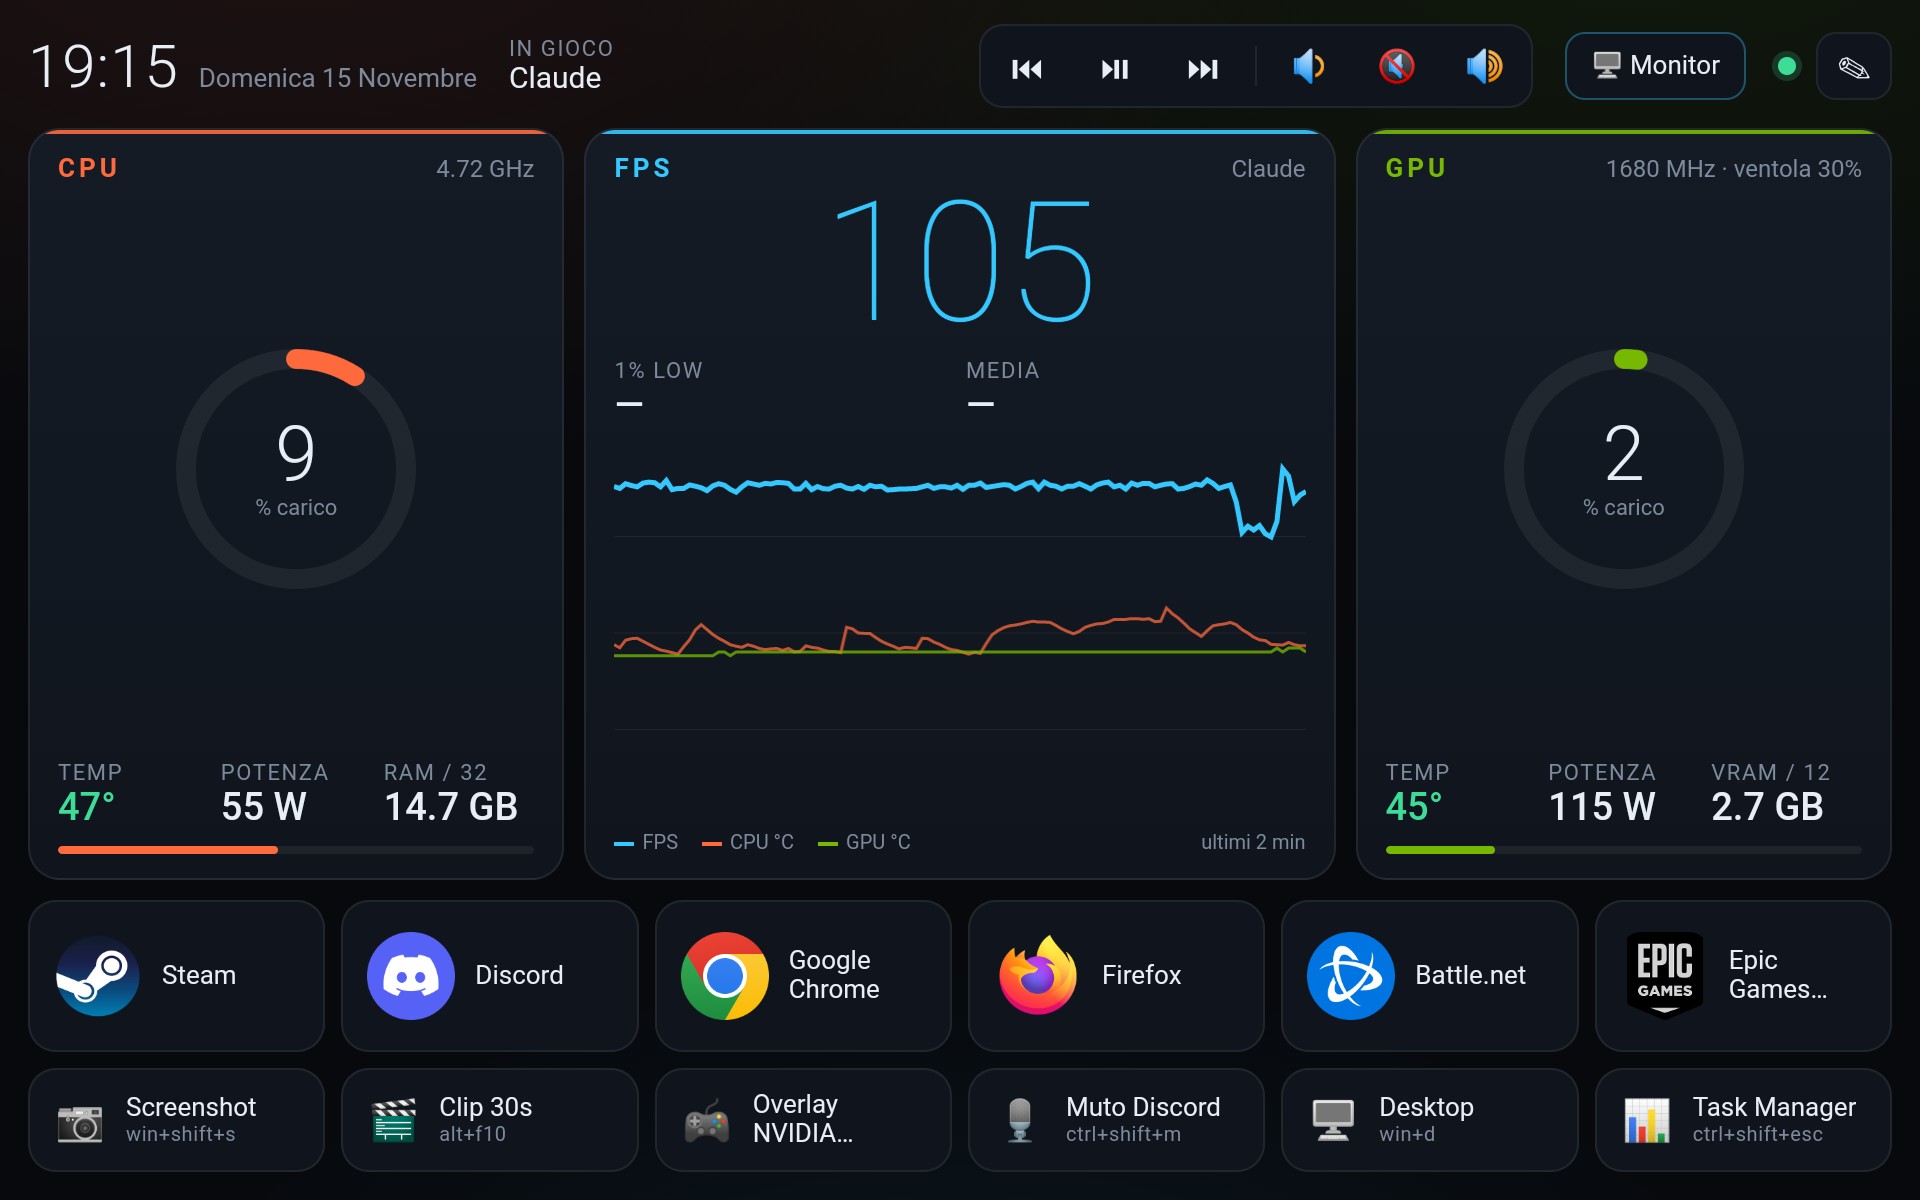 19:15
Domenica 15 Novembre
IN GIOCO
Claude
Monitor
CPU
4.72 GHz
9
% carico
TEMP
POTENZA
RAM / 32
47°
55 W
14.7 GB
FPS
Claude
105
1% LOW
MEDIA
—
—
FPS
CPU °C
GPU °C
ultimi 2 min
GPU
1680 MHz · ventola 30%
2
% carico
TEMP
POTENZA
VRAM / 12
45°
115 W
2.7 GB
Steam
Discord
Google
Chrome
Firefox
Battle.net
EPIC
GAMES
Epic
Games…
Screenshot
win+shift+s
Clip 30s
alt+f10
Overlay
NVIDIA…
Muto Discord
ctrl+shift+m
Desktop
win+d
Task Manager
ctrl+shift+esc